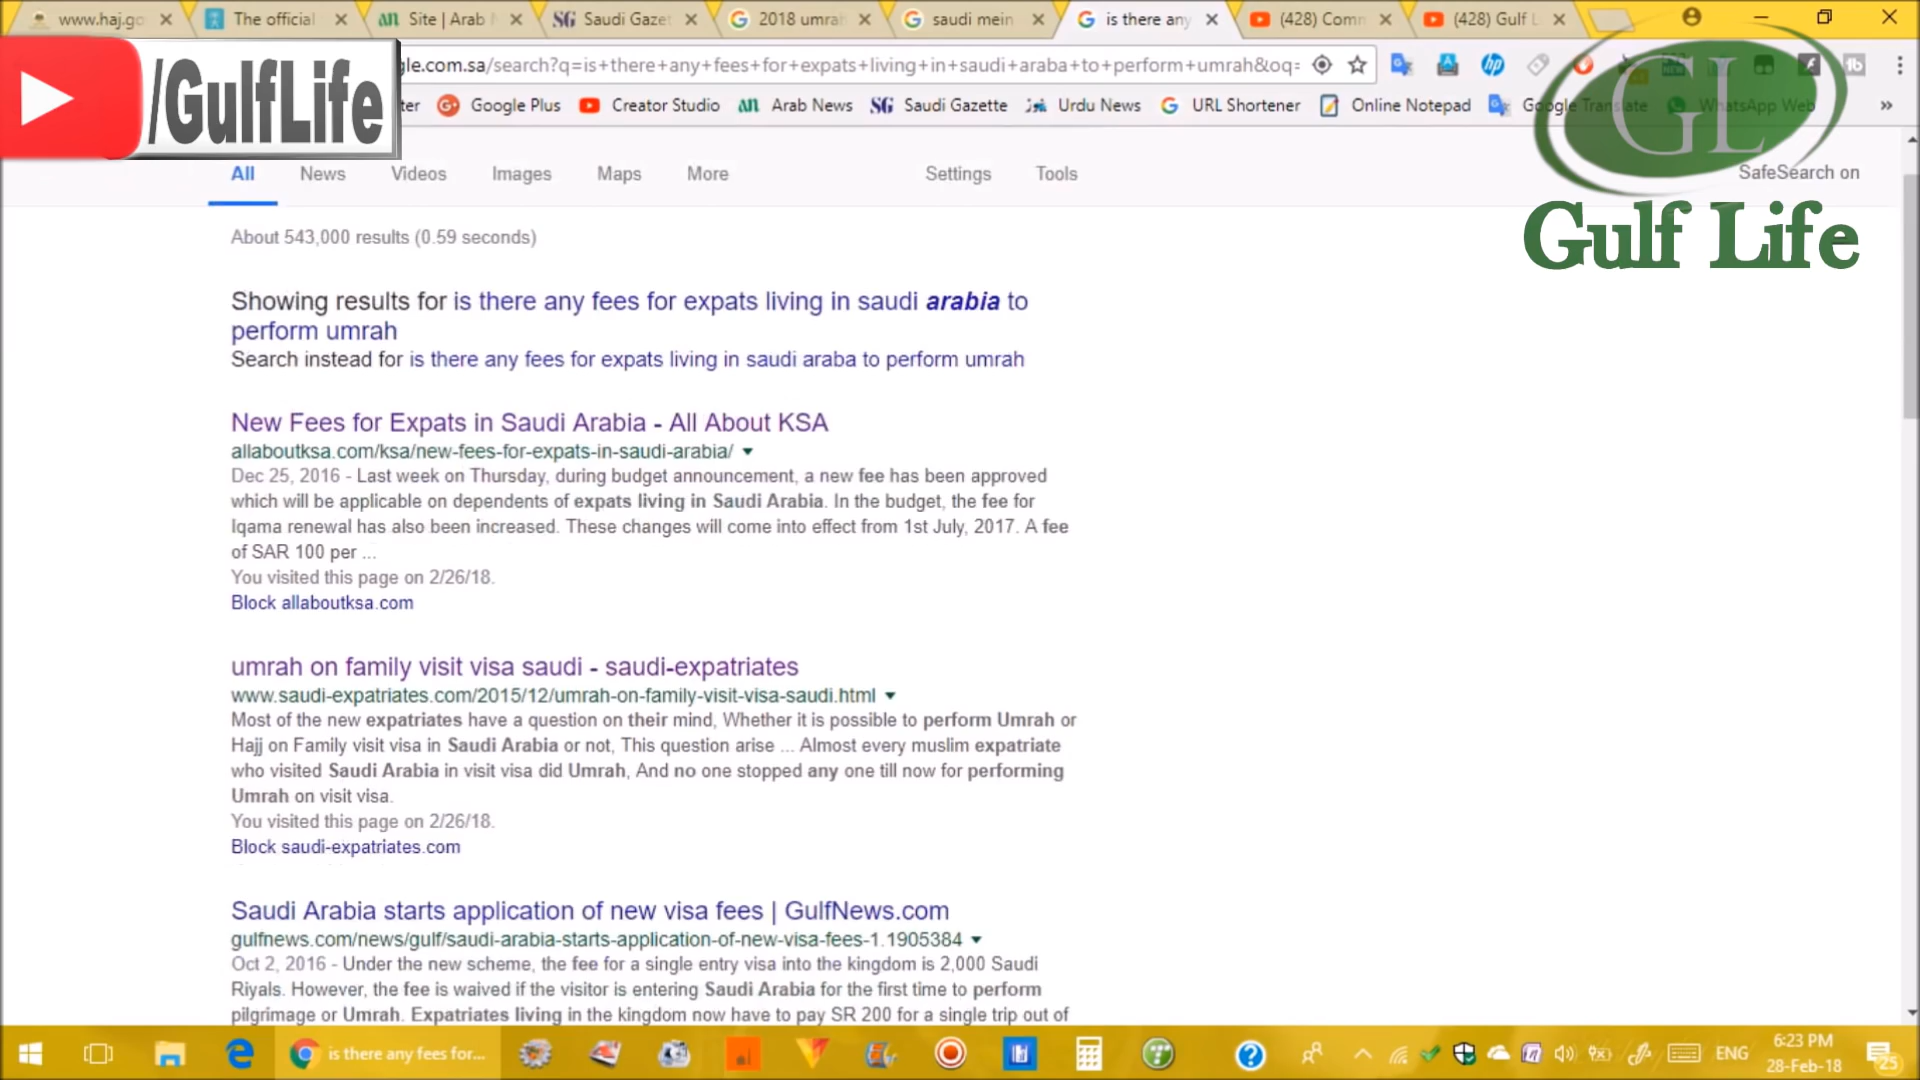 www.haj.go
The official
Site | Arab N
Saudi Gazet
2018 umrah
saudi mein
is there any
(428) Comm
(428) Gulf L
/GulfLife
gle.com.sa/search?q=is+there+any+fees+for+expats+living+in+saudi+araba+to+perform+umrah&oq=
ter
Google Plus
Creator Studio
Arab News
Saudi Gazette
Urdu News
URL Shortener
Online Notepad
Google Translate
WhatsApp Web
»
GL
Gulf Life
All
News
Videos
Images
Maps
More
Settings
Tools
SafeSearch on
About 543,000 results (0.59 seconds)
Showing results for is there any fees for expats living in saudi arabia to
perform umrah
Search instead for is there any fees for expats living in saudi araba to perform umrah
New Fees for Expats in Saudi Arabia - All About KSA
allaboutksa.com/ksa/new-fees-for-expats-in-saudi-arabia/
Dec 25, 2016 - Last week on Thursday, during budget announcement, a new fee has been approved
which will be applicable on dependents of expats living in Saudi Arabia. In the budget, the fee for
Iqama renewal has also been increased. These changes will come into effect from 1st July, 2017. A fee
of SAR 100 per ...
You visited this page on 2/26/18.
Block allaboutksa.com
umrah on family visit visa saudi - saudi-expatriates
www.saudi-expatriates.com/2015/12/umrah-on-family-visit-visa-saudi.html
Most of the new expatriates have a question on their mind, Whether it is possible to perform Umrah or
Hajj on Family visit visa in Saudi Arabia or not, This question arise ... Almost every muslim expatriate
who visited Saudi Arabia in visit visa did Umrah, And no one stopped any one till now for performing
Umrah on visit visa.
You visited this page on 2/26/18.
Block saudi-expatriates.com
Saudi Arabia starts application of new visa fees | GulfNews.com
gulfnews.com/news/gulf/saudi-arabia-starts-application-of-new-visa-fees-1.1905384
Oct 2, 2016 - Under the new scheme, the fee for a single entry visa into the kingdom is 2,000 Saudi
Riyals. However, the fee is waived if the visitor is entering Saudi Arabia for the first time to perform
pilgrimage or Umrah. Expatriates living in the kingdom now have to pay SR 200 for a single trip out of
is there any fees for...
ENG
6:23 PM
28-Feb-18
25